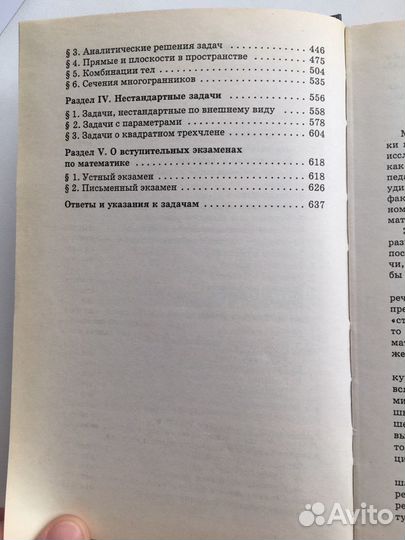 § 3. Аналитические решения задач 446
§ 4. Прямые и плоскости в пространстве 475
§ 5. Комбинации тел 504
§ 6. Сечения многогранников 535
Раздел IV. Нестандартные задачи 556
§ 1. Задачи, нестандартные по внешнему виду 558
§ 2. Задачи с параметрами 578
§ 3. Задачи о квадратном трехчлене 604
Раздел V. О вступительных экзаменах
по математике 618
§ 1. Устный экзамен 618
§ 2. Письменный экзамен 626
Ответы и указания к задачам 637
Avito